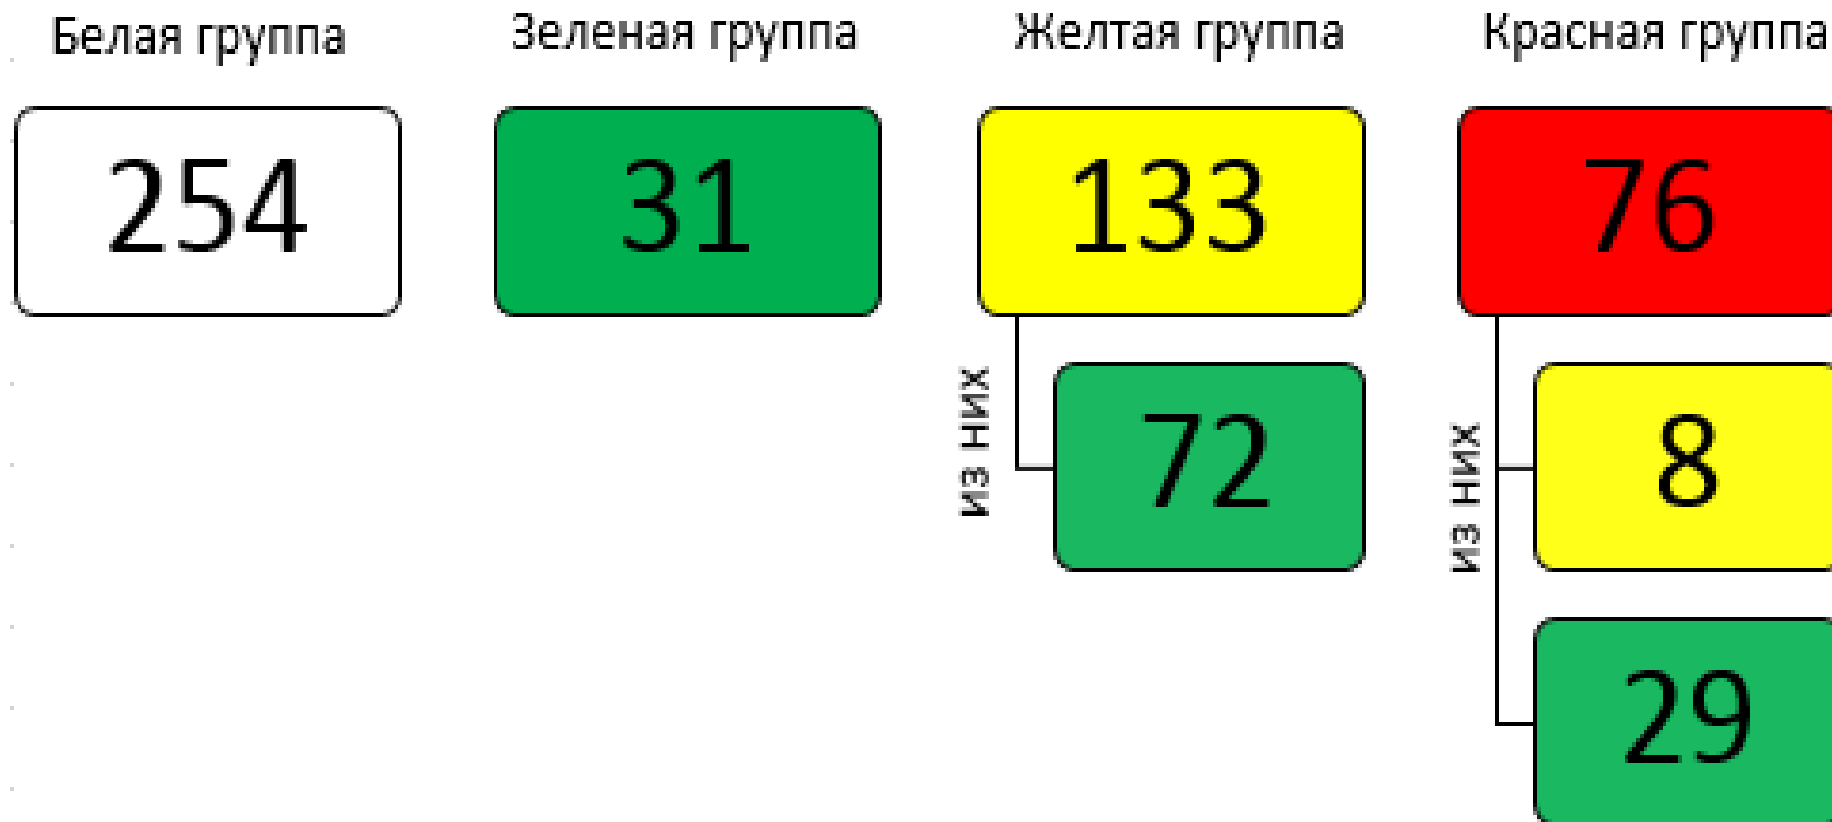 Белая группа
Зеленая группа
Желтая группа
Красная группа
254
31
133
76
из них
72
из них
8
29